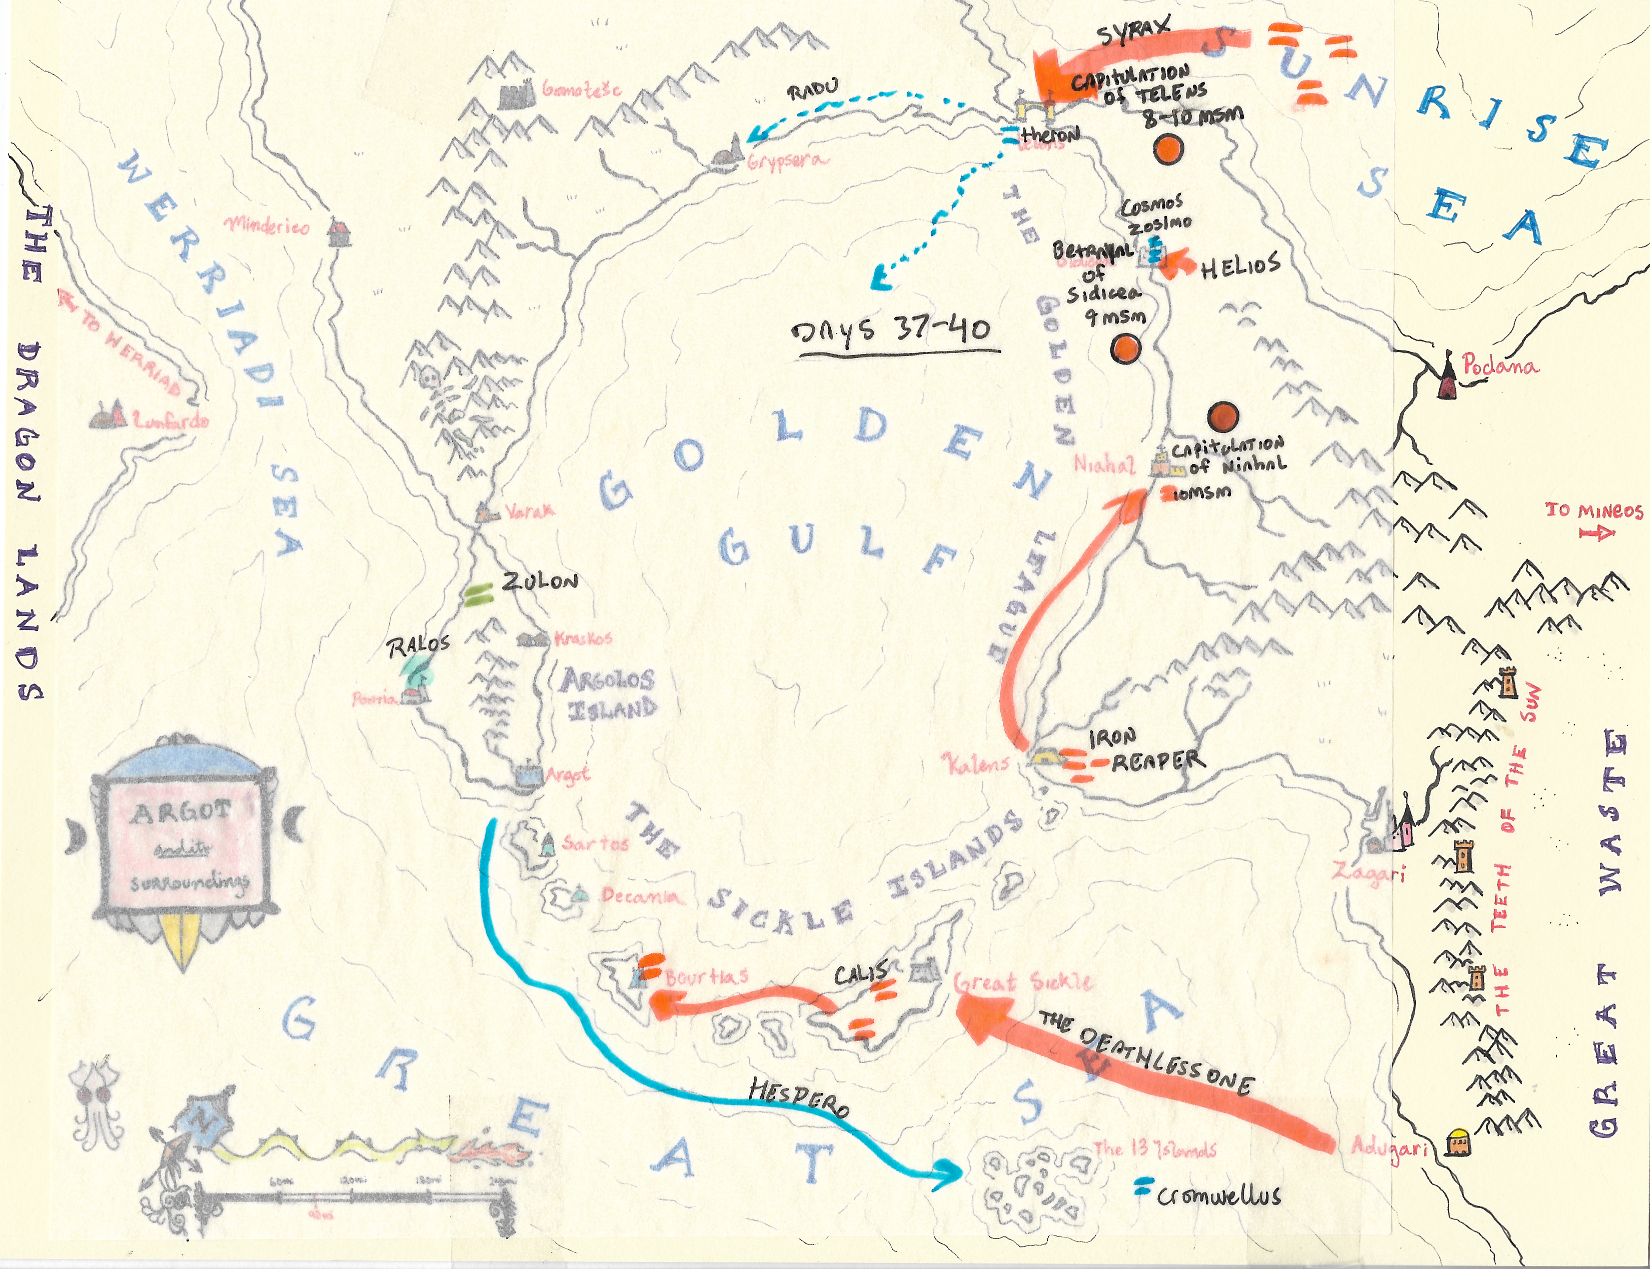 SYRAX
SUNRISE SEA
CAPITULATION
OF TELENS
8-10 MSM
RADU
Gomatesc
theron
Grypsera
WERRIADI SEA
Minderico
THE DRAGON LANDS
TO WERRIAD
Lunfardo
THE GOLDEN LEAGUE
COSMOS
ZOSIMO
Betrayal
of
Sidicea
9 MSM
HELIOS
DAYS 37-40
Podana
GOLDEN
GULF
Niahal
CAPITULATION
of Niahal
10MSM
Varak
TO MINEOS
ZULON
RALOS
Kraskos
ARGOLOS
ISLAND
Porria
Argot
Kalens
IRON
REAPER
ARGOT
and its
surroundings
THE SICKLE ISLANDS
Sartos
Decania
Zagari
THE TEETH OF THE SUN
GREAT WASTE
Bourtias
CALIS
Great Sickle
THE DEATHLESS ONE
GREAT SEA
HESPERO
N
The 13 Islands
Adugari
CROMWELLUS
60mi 120mi 180mi 240mi